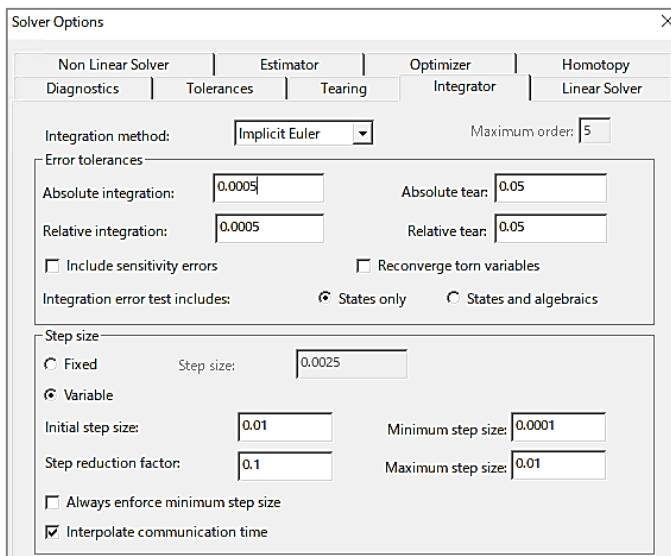 Solver Options
Non Linear Solver Estimator Optimizer Homotopy
Diagnostics Tolerances Tearing Integrator Linear Solver
Integration method: Implicit Euler Maximum order: 5
Error tolerances
Absolute integration: 0.0005 Absolute tear: 0.05
Relative integration: 0.0005 Relative tear: 0.05
Include sensitivity errors Reconverge torn variables
Integration error test includes: States only States and algebraics
Step size
Fixed Step size: 0.0025
Variable
Initial step size: 0.01 Minimum step size: 0.0001
Step reduction factor: 0.1 Maximum step size: 0.01
Always enforce minimum step size
Interpolate communication time